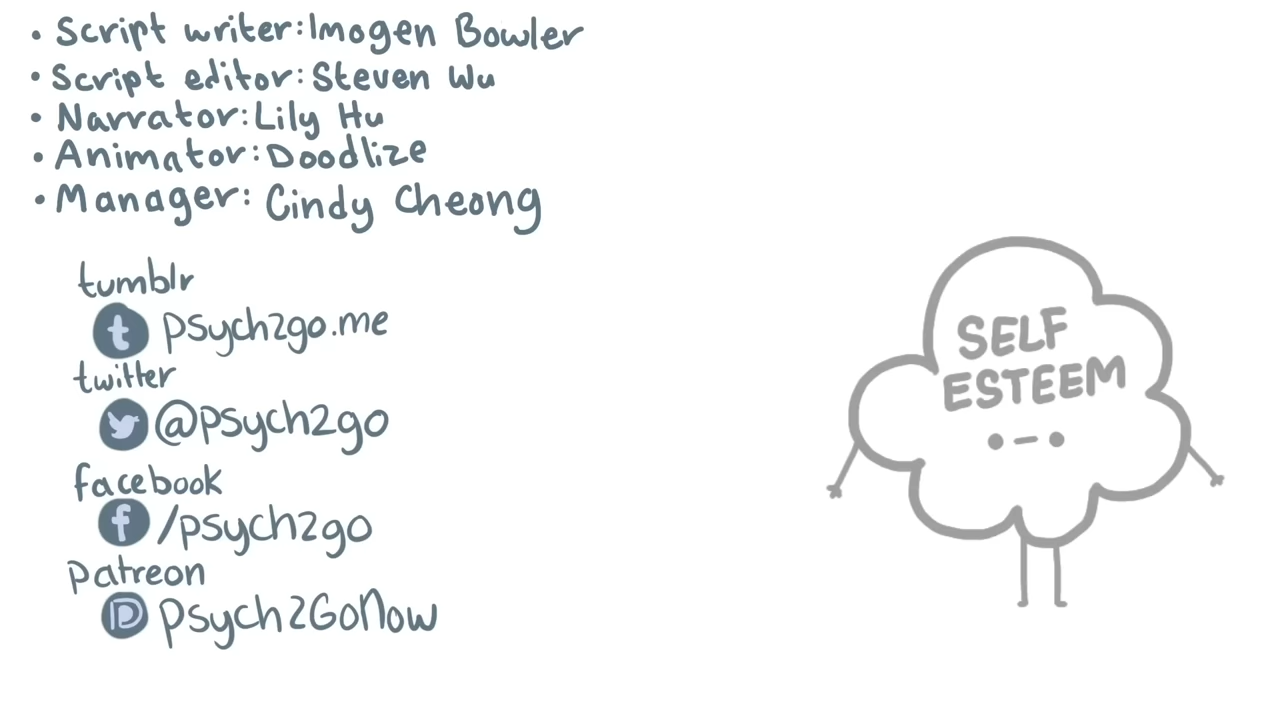 • Script writer:Imogen Bowler
• Script editor:Steven Wu
• Narrator:Lily Hu
• Animator:Doodlize
• Manager: Cindy Cheong
tumblr
t psych2go.me
twitter
@psych2go
facebook
f /psych2go
patreon
P psych2GoNow
SELF
ESTEEM